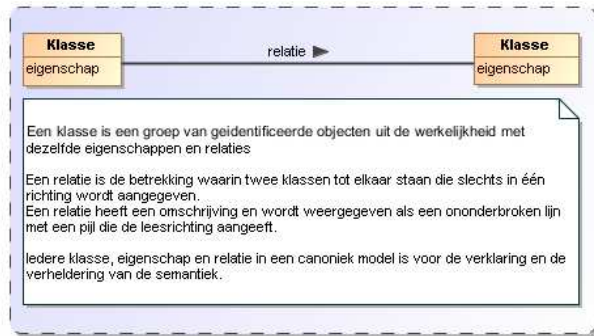 Klasse
eigenschap
relatie
Klasse
eigenschap
Een klasse is een groep van geidentificeerde objecten uit de werkelijkheid met
dezelfde eigenschappen en relaties
Een relatie is de betrekking waarin twee klassen tot elkaar staan die slechts in één
richting wordt aangegeven.
Een relatie heeft een omschrijving en wordt weergegeven als een ononderbroken lijn
met een pijl die de leesrichting aangeeft.
Iedere klasse, eigenschap en relatie in een canoniek model is voor de verklaring en de
verheldering van de semantiek.